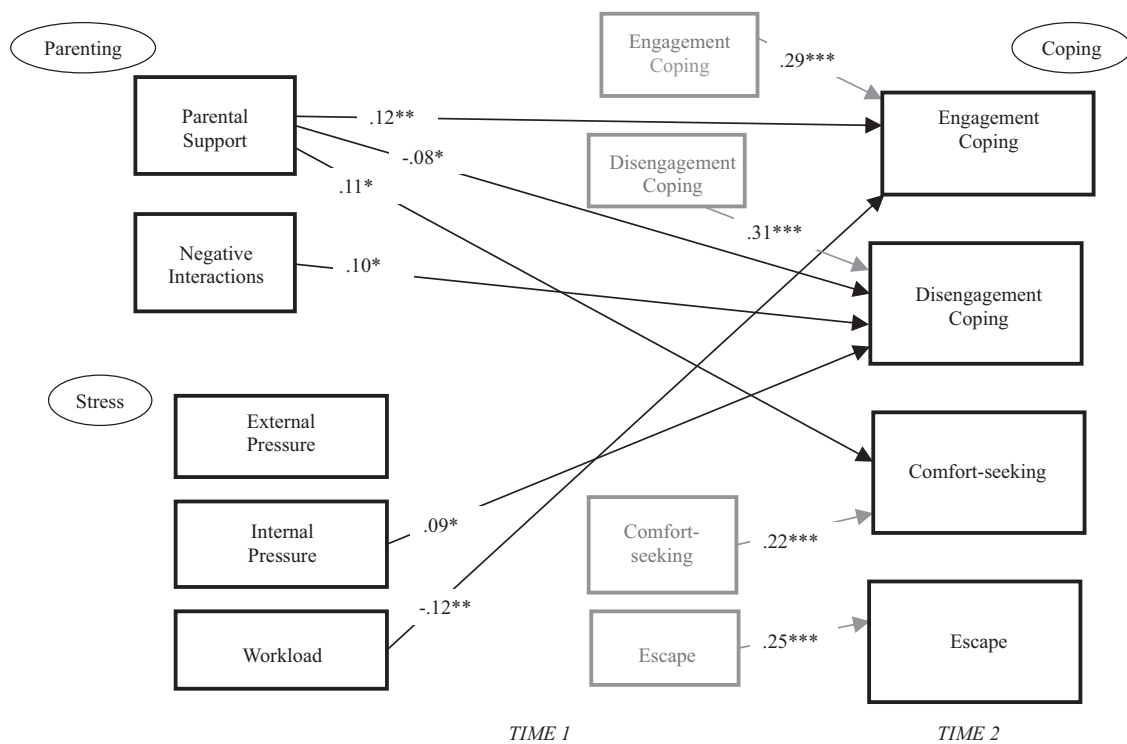 Parenting
Engagement
Coping
Coping
.29***
Parental
Support
.12**
Engagement
Coping
-.08*
.11*
Disengagement
Coping
.31***
Negative
Interactions
.10*
Disengagement
Coping
Stress
External
Pressure
Comfort-seeking
Internal
Pressure
.09*
Comfort-
seeking
.22***
-.12**
Workload
Escape
.25***
Escape
TIME 1
TIME 2